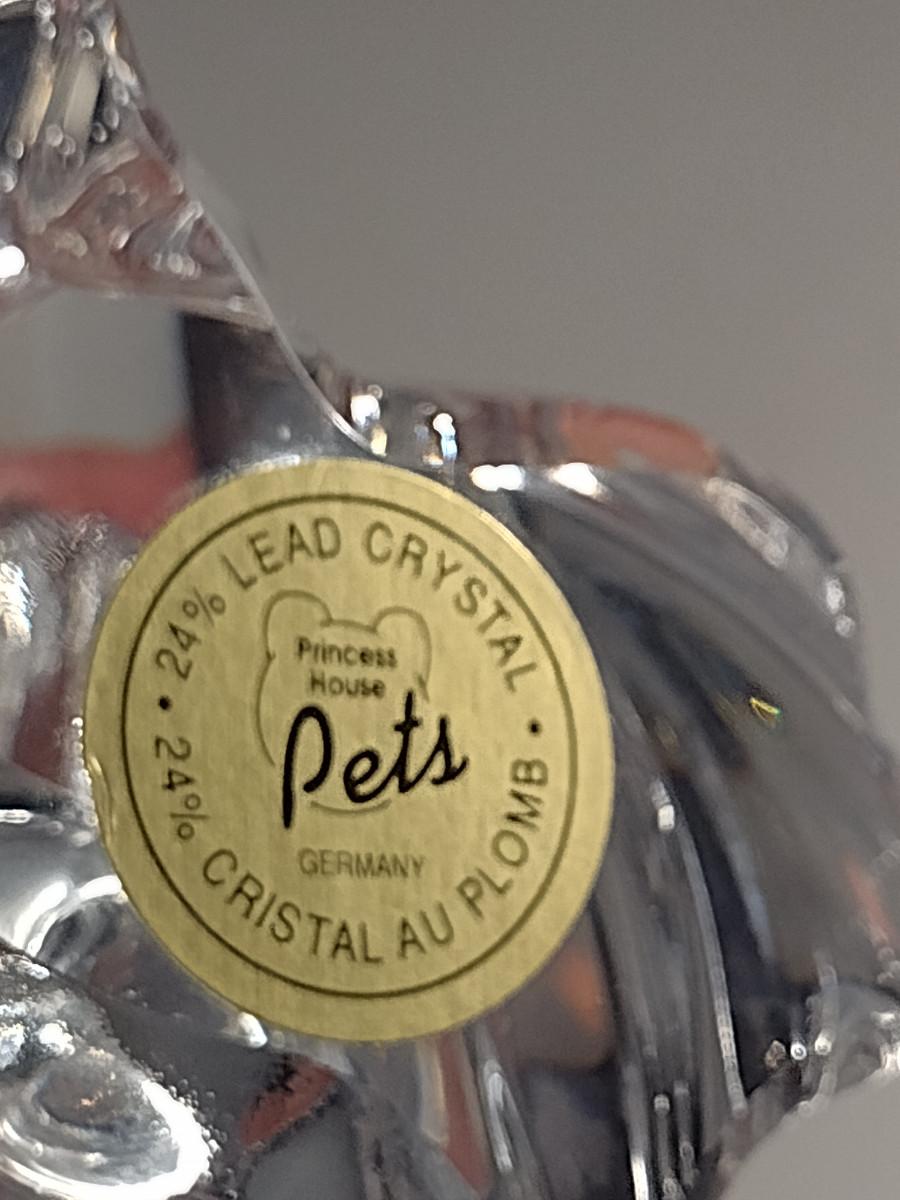 • 24% LEAD CRYSTAL •
Princess
House
Pets
GERMANY
24% CRISTAL AU PLOMB